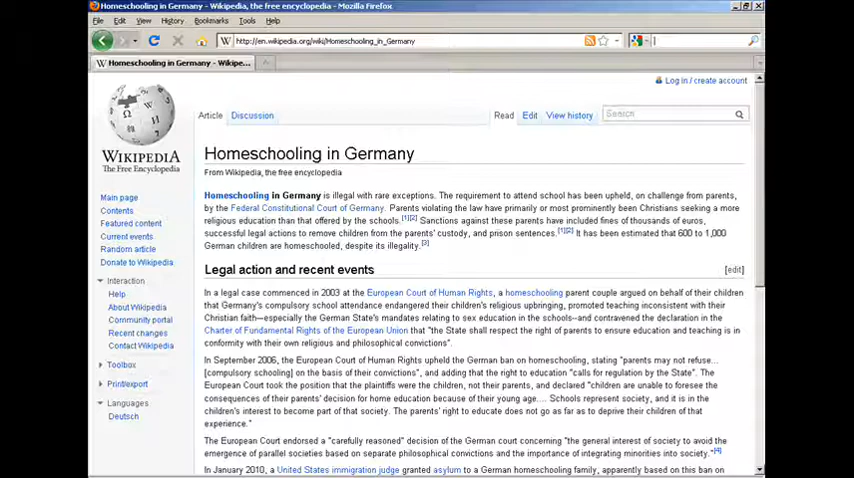 Homeschooling in Germany - Wikipedia, the free encyclopedia - Mozilla Firefox
File Edit View History Bookmarks Tools Help
http://en.wikipedia.org/wiki/Homeschooling_in_Germany
Homeschooling in Germany - Wikipe...
Log in / create account
Article Discussion Read Edit View history Search
WIKIPEDIA
The Free Encyclopedia
Main page
Contents
Featured content
Current events
Random article
Donate to Wikipedia
Interaction
Help
About Wikipedia
Community portal
Recent changes
Contact Wikipedia
Toolbox
Print/export
Languages
Deutsch
Homeschooling in Germany
From Wikipedia, the free encyclopedia
Homeschooling in Germany is illegal with rare exceptions. The requirement to attend school has been upheld, on challenge from parents,
by the Federal Constitutional Court of Germany. Parents violating the law have primarily or most prominently been Christians seeking a more
religious education than that offered by the schools.[1][2] Sanctions against these parents have included fines of thousands of euros,
successful legal actions to remove children from the parents' custody, and prison sentences.[1][2] It has been estimated that 600 to 1,000
German children are homeschooled, despite its illegality.[3]
Legal action and recent events [edit]
In a legal case commenced in 2003 at the European Court of Human Rights, a homeschooling parent couple argued on behalf of their children
that Germany's compulsory school attendance endangered their children's religious upbringing, promoted teaching inconsistent with their
Christian faith—especially the German State's mandates relating to sex education in the schools—and contravened the declaration in the
Charter of Fundamental Rights of the European Union that "the State shall respect the right of parents to ensure education and teaching is in
conformity with their own religious and philosophical convictions".
In September 2006, the European Court of Human Rights upheld the German ban on homeschooling, stating "parents may not refuse...
[compulsory schooling] on the basis of their convictions", and adding that the right to education "calls for regulation by the State". The
European Court took the position that the plaintiffs were the children, not their parents, and declared "children are unable to foresee the
consequences of their parents' decision for home education because of their young age.... Schools represent society, and it is in the
children's interest to become part of that society. The parents' right to educate does not go as far as to deprive their children of that
experience."
The European Court endorsed a "carefully reasoned" decision of the German court concerning "the general interest of society to avoid the
emergence of parallel societies based on separate philosophical convictions and the importance of integrating minorities into society."[4]
In January 2010, a United States immigration judge granted asylum to a German homeschooling family, apparently based on this ban on